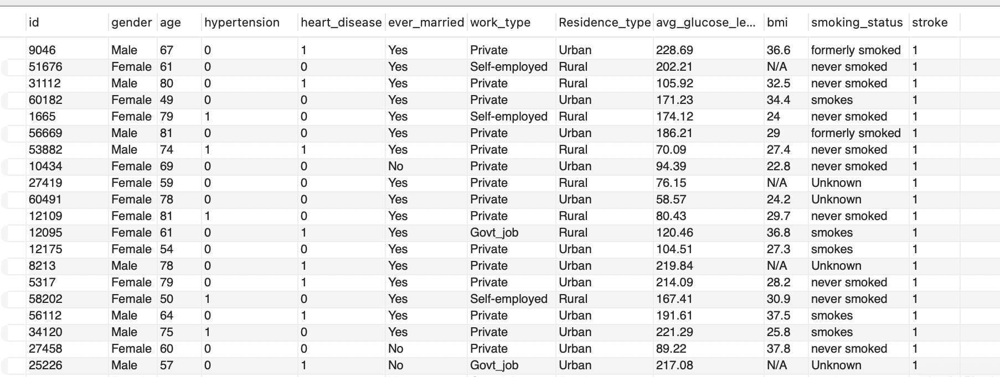 id gender age hypertension heart_disease ever_married work_type Residence_type avg_glucose_le... bmi smoking_status stroke
9046 Male 67 0 1 Yes Private Urban 228.69 36.6 formerly smoked 1
51676 Female 61 0 0 Yes Self-employed Rural 202.21 N/A never smoked 1
31112 Male 80 0 1 Yes Private Rural 105.92 32.5 never smoked 1
60182 Female 49 0 0 Yes Private Urban 171.23 34.4 smokes 1
1665 Female 79 1 0 Yes Self-employed Rural 174.12 24 never smoked 1
56669 Male 81 0 0 Yes Private Urban 186.21 29 formerly smoked 1
53882 Male 74 1 1 Yes Private Rural 70.09 27.4 never smoked 1
10434 Female 69 0 0 No Private Urban 94.39 22.8 never smoked 1
27419 Female 59 0 0 Yes Private Rural 76.15 N/A Unknown 1
60491 Female 78 0 0 Yes Private Urban 58.57 24.2 Unknown 1
12109 Female 81 1 0 Yes Private Rural 80.43 29.7 never smoked 1
12095 Female 61 0 1 Yes Govt_job Rural 120.46 36.8 smokes 1
12175 Female 54 0 0 Yes Private Urban 104.51 27.3 smokes 1
8213 Male 78 0 1 Yes Private Urban 219.84 N/A Unknown 1
5317 Female 79 0 1 Yes Private Urban 214.09 28.2 never smoked 1
58202 Female 50 1 0 Yes Self-employed Rural 167.41 30.9 never smoked 1
56112 Male 64 0 1 Yes Private Urban 191.61 37.5 smokes 1
34120 Male 75 1 0 Yes Private Urban 221.29 25.8 smokes 1
27458 Female 60 0 0 No Private Urban 89.22 37.8 never smoked 1
25226 Male 57 0 1 No Govt_job Urban 217.08 N/A Unknown 1